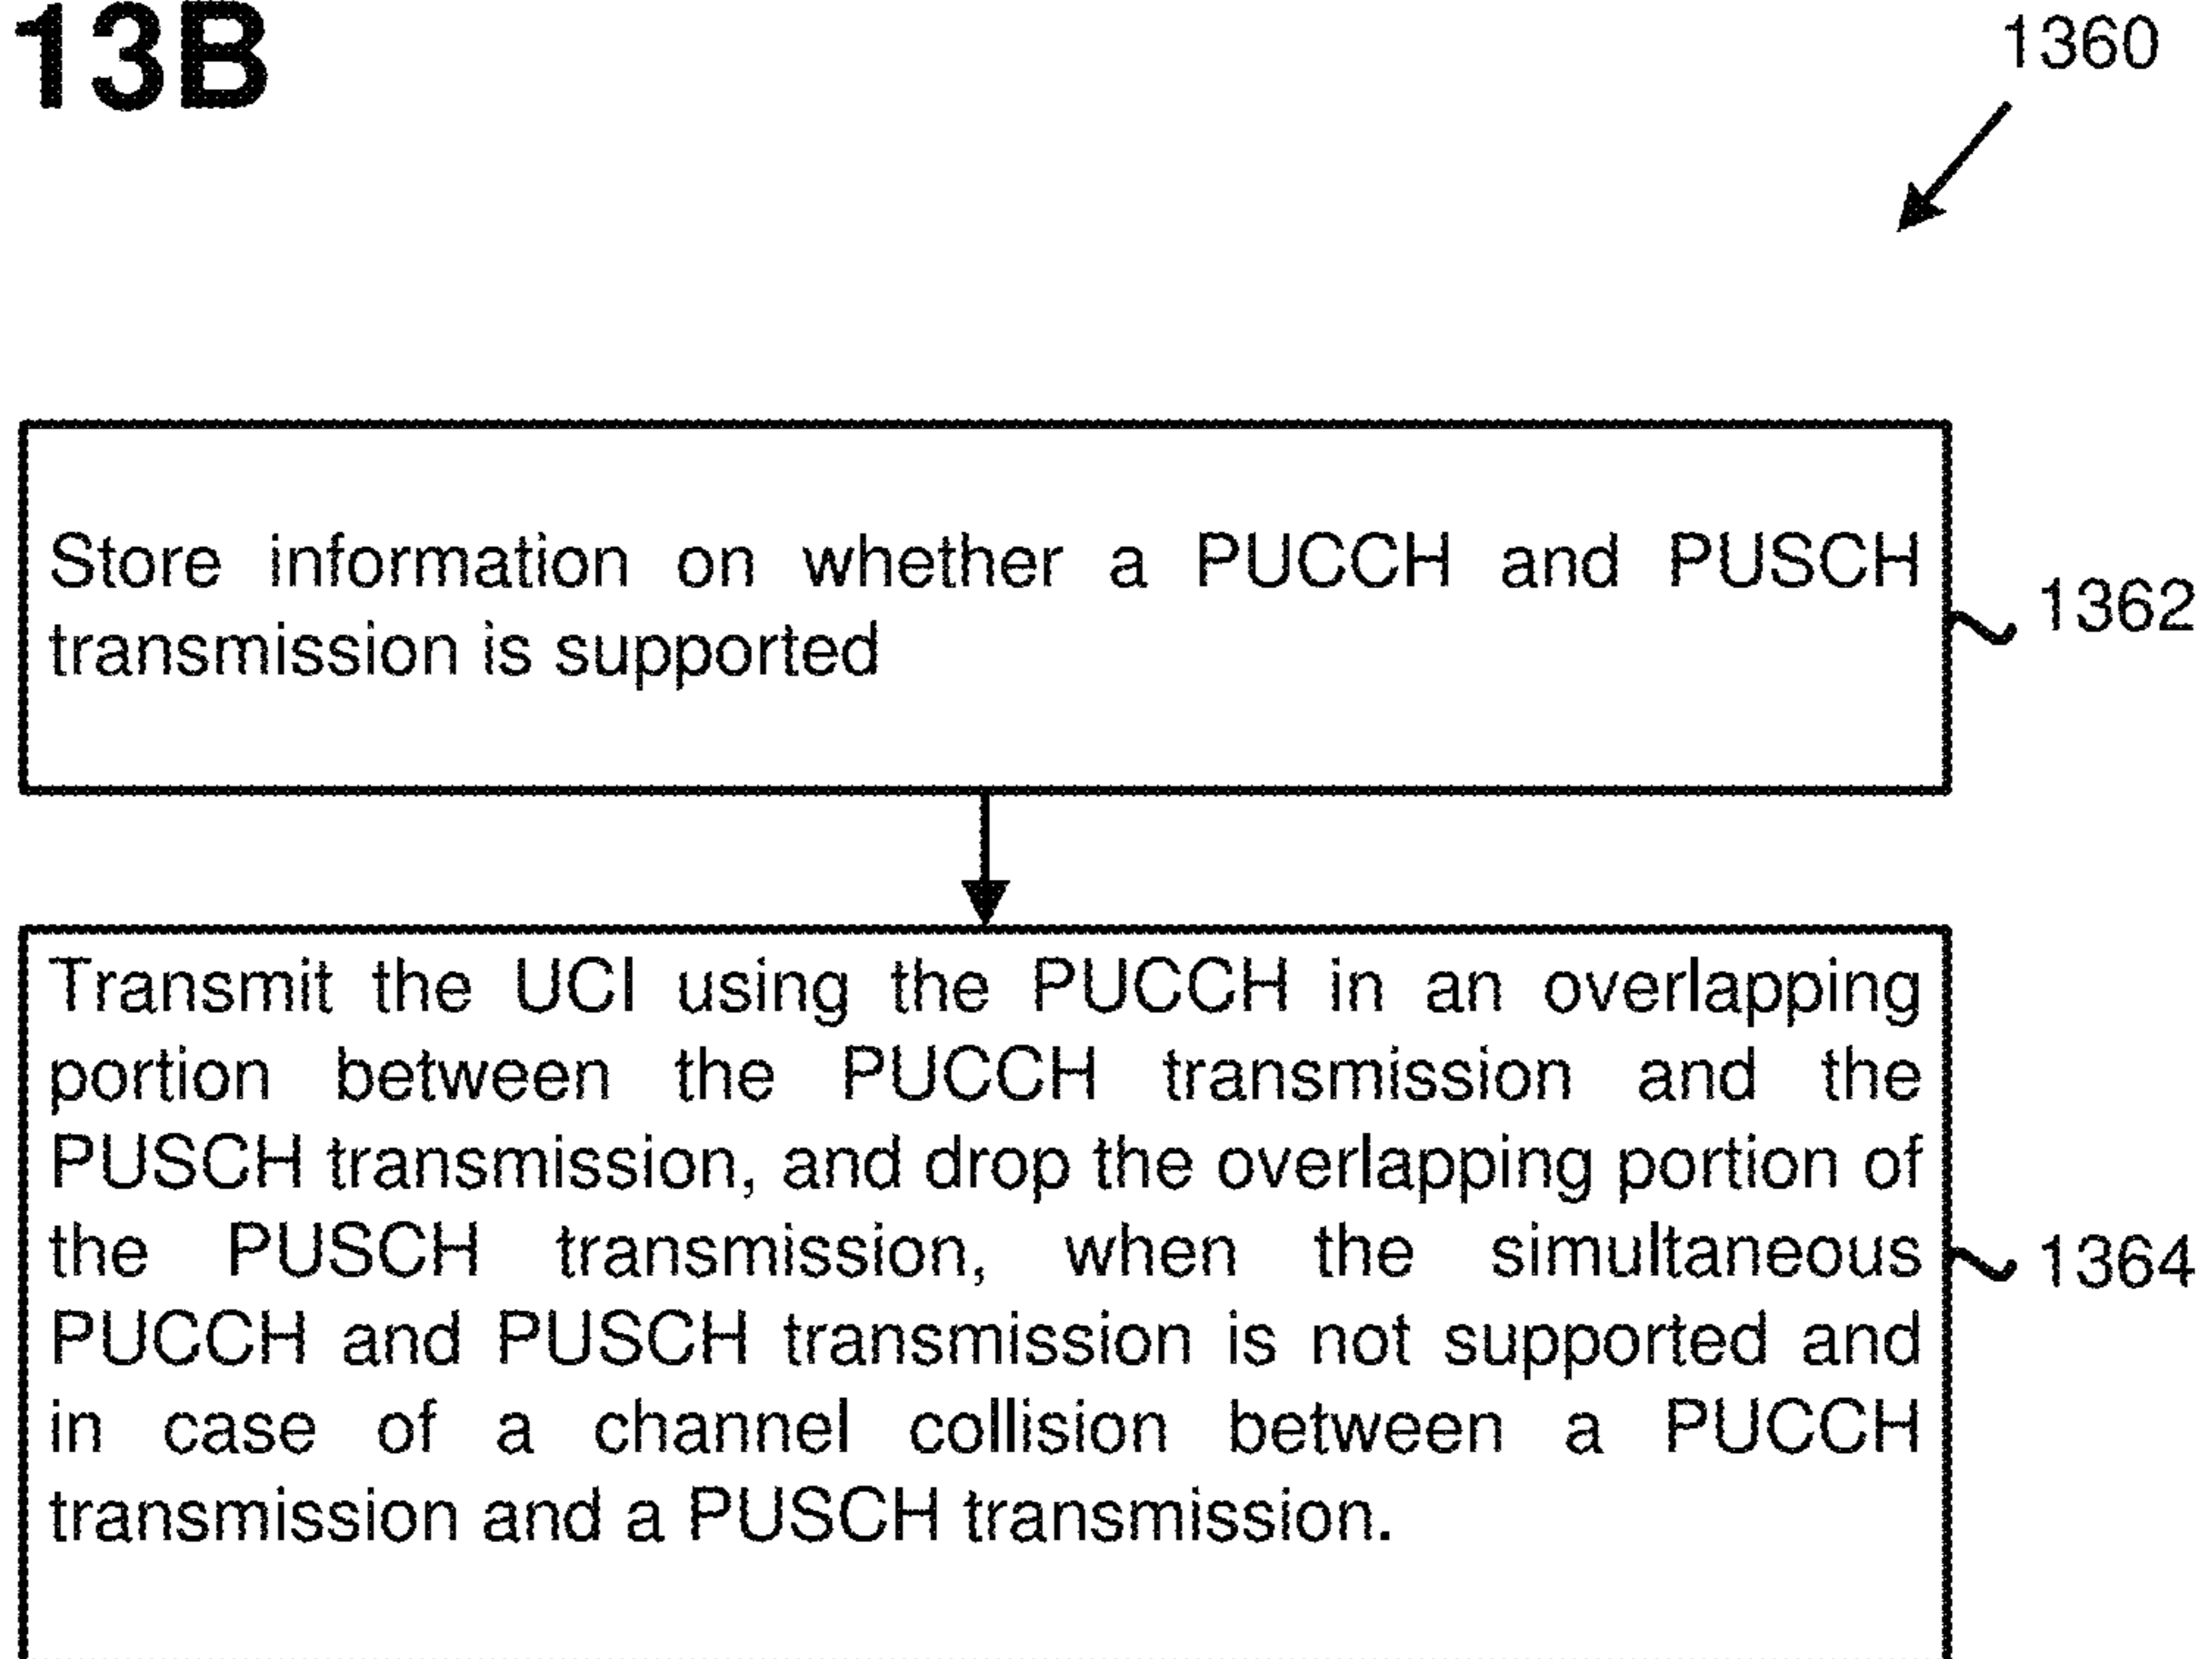 13B
1360
Store information on whether a PUCCH and PUSCH
transmission is supported
1362
Transmit the UCI using the PUCCH in an overlapping
portion between the PUCCH transmission and the
PUSCH transmission, and drop the overlapping portion of
the PUSCH transmission, when the simultaneous
PUCCH and PUSCH transmission is not supported and
in case of a channel collision between a PUCCH
transmission and a PUSCH transmission.
1364